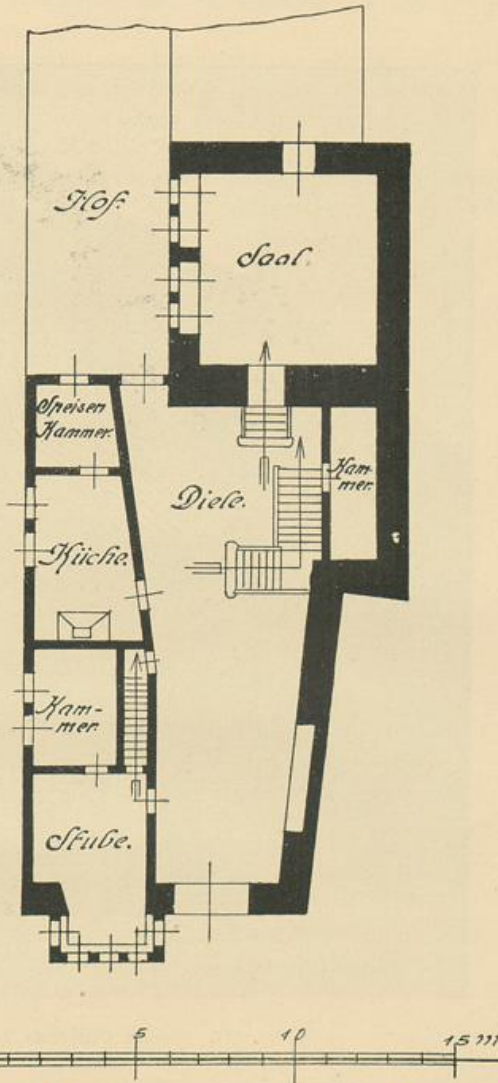 Hof.
Saal.
Speisen
Kammer.
Diele.
Kam-
mer.
Küche.
Kam-
mer.
Stube.
5 10 15 m